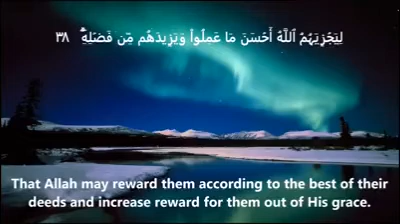 لِيَجْزِيَهُمُ ٱللَّهُ أَحْسَنَ مَا عَمِلُوا۟ وَيَزِيدَهُم مِّن فَضْلِهِۦ ۗ ٣٨
That Allah may reward them according to the best of their
deeds and increase reward for them out of His grace.